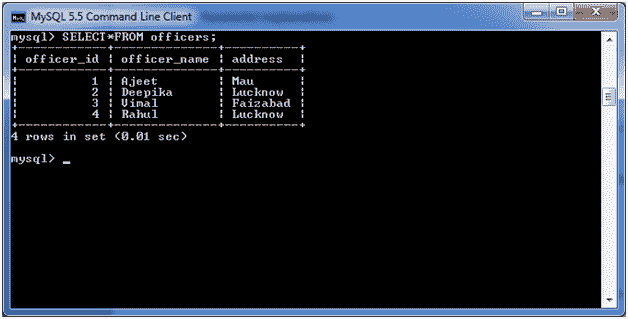 MySQL 5.5 Command Line Client
mysql> SELECT*FROM officers;
+------------+--------------+-----------+
| officer_id | officer_name | address   |
+------------+--------------+-----------+
|          1 | Ajeet        | Mau       |
|          2 | Deepika      | Lucknow   |
|          3 | Vimal        | Faizabad  |
|          4 | Rahul        | Lucknow   |
+------------+--------------+-----------+
4 rows in set (0.01 sec)
mysql> _